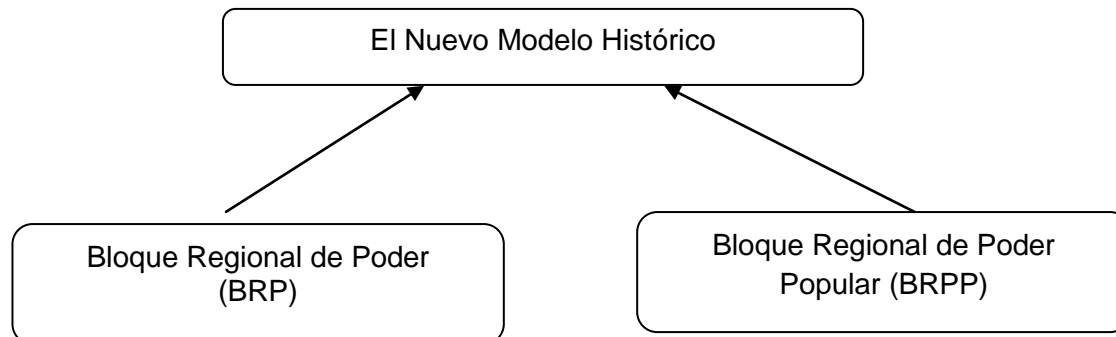 El Nuevo Modelo Histórico
Bloque Regional de Poder
(BRP)
Bloque Regional de Poder
Popular (BRPP)